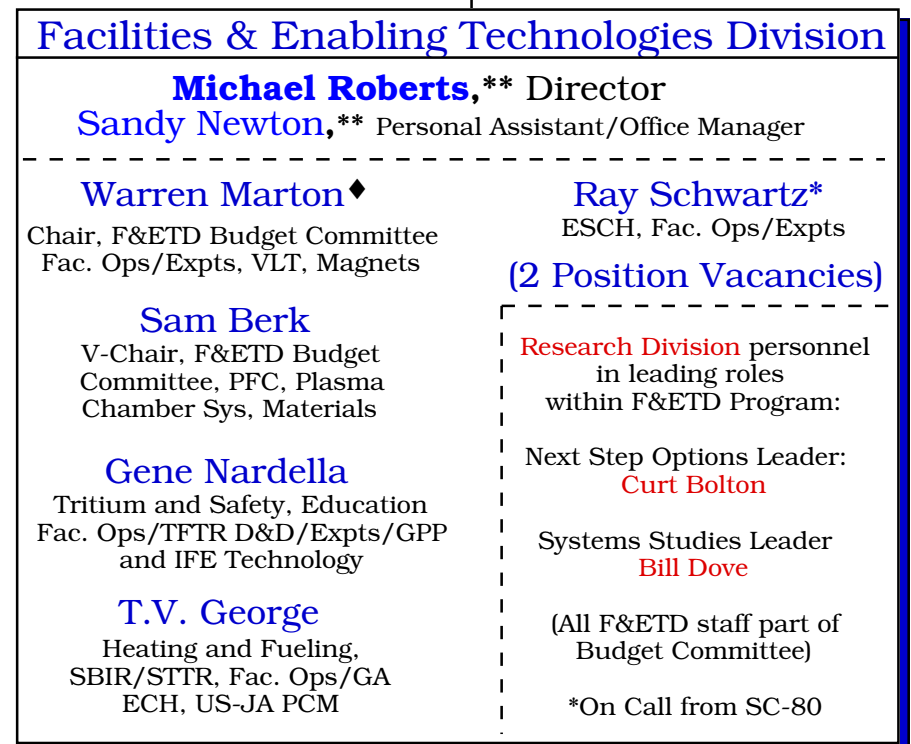 Facilities & Enabling Technologies Division
Michael Roberts,** Director
Sandy Newton,** Personal Assistant/Office Manager
Warren Marton♦
Chair, F&ETD Budget Committee
Fac. Ops/Expts, VLT, Magnets
Sam Berk
V-Chair, F&ETD Budget
Committee, PFC, Plasma
Chamber Sys, Materials
Gene Nardella
Tritium and Safety, Education
Fac. Ops/TFTR D&D/Expts/GPP
and IFE Technology
T.V. George
Heating and Fueling,
SBIR/STTR, Fac. Ops/GA
ECH, US-JA PCM
Ray Schwartz*
ESCH, Fac. Ops/Expts
(2 Position Vacancies)
Research Division personnel
in leading roles
within F&ETD Program:
Next Step Options Leader:
Curt Bolton
Systems Studies Leader
Bill Dove
(All F&ETD staff part of
Budget Committee)
*On Call from SC-80